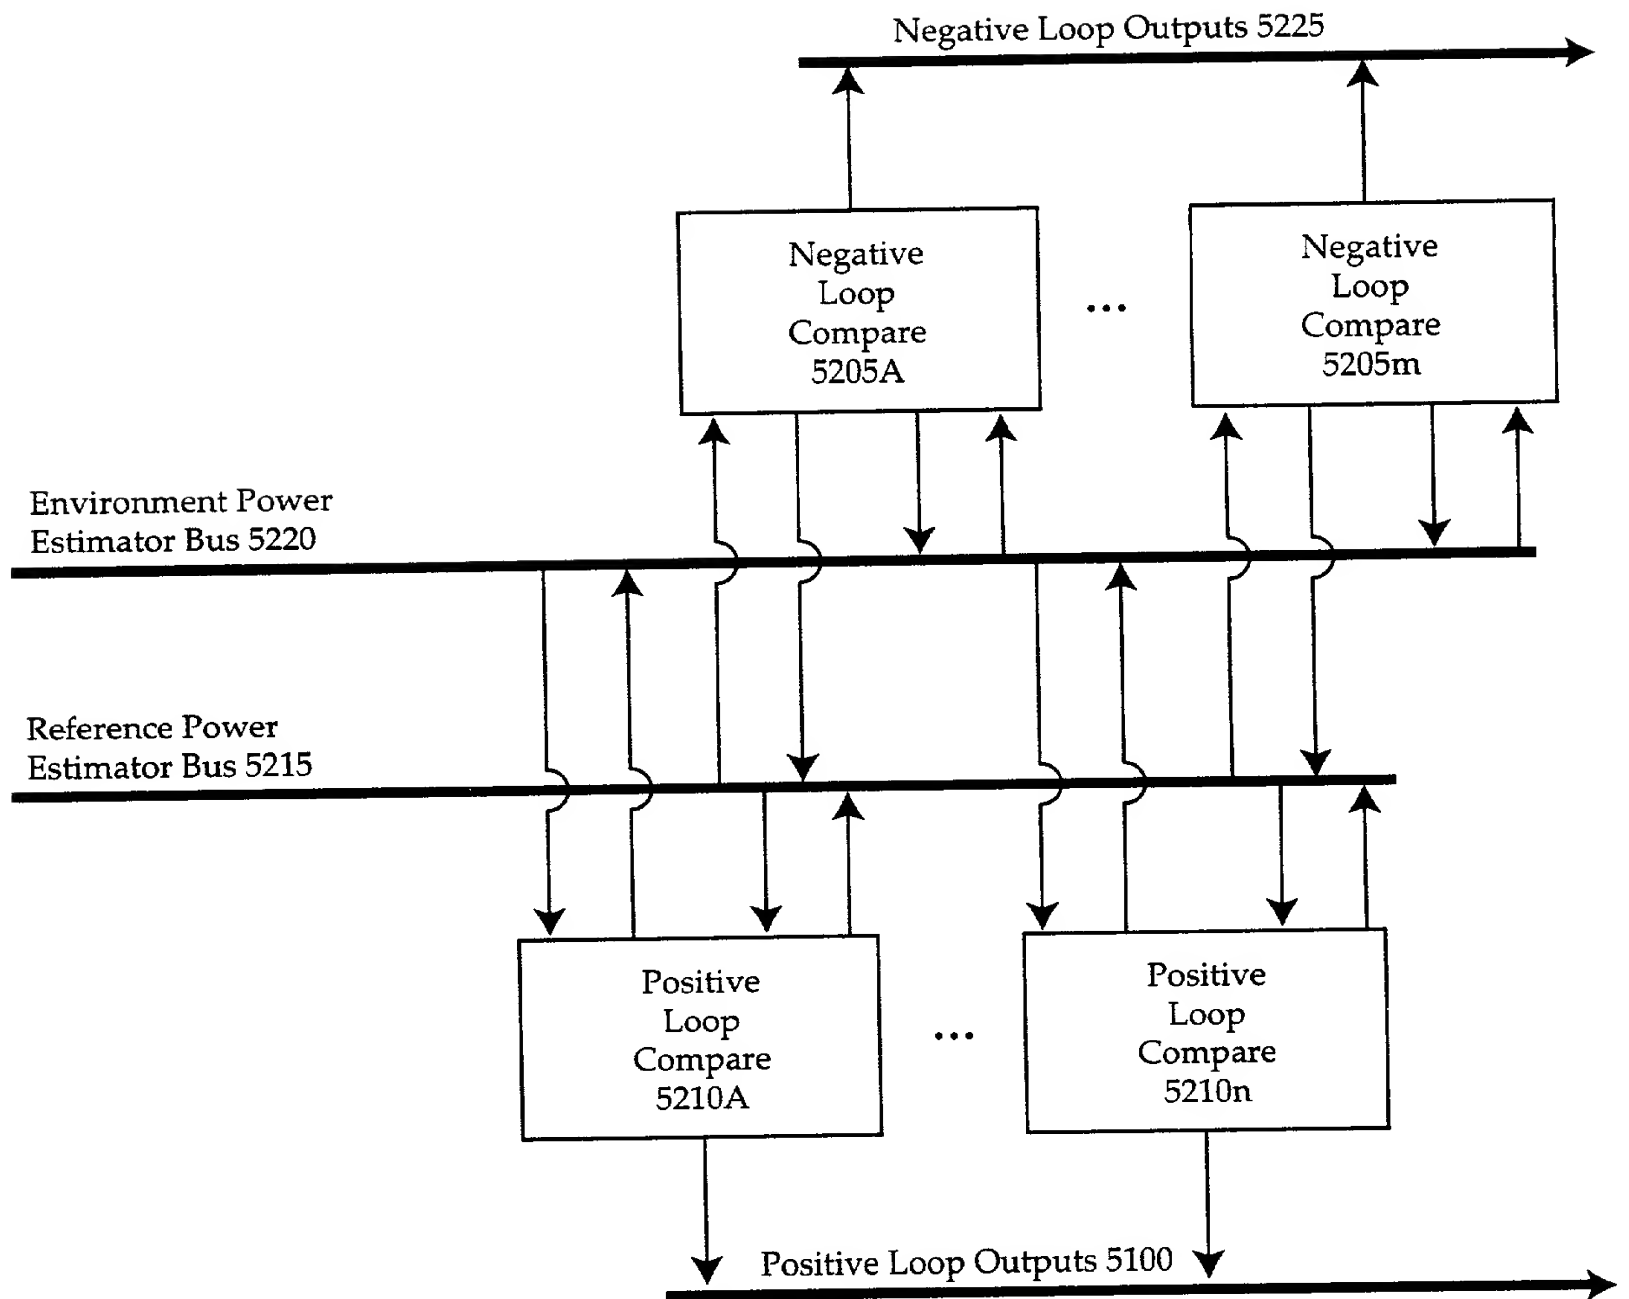 Negative Loop Outputs 5225
Negative
Loop
Compare
5205A
...
Negative
Loop
Compare
5205m
Environment Power
Estimator Bus 5220
Reference Power
Estimator Bus 5215
Positive
Loop
Compare
5210A
...
Positive
Loop
Compare
5210n
Positive Loop Outputs 5100